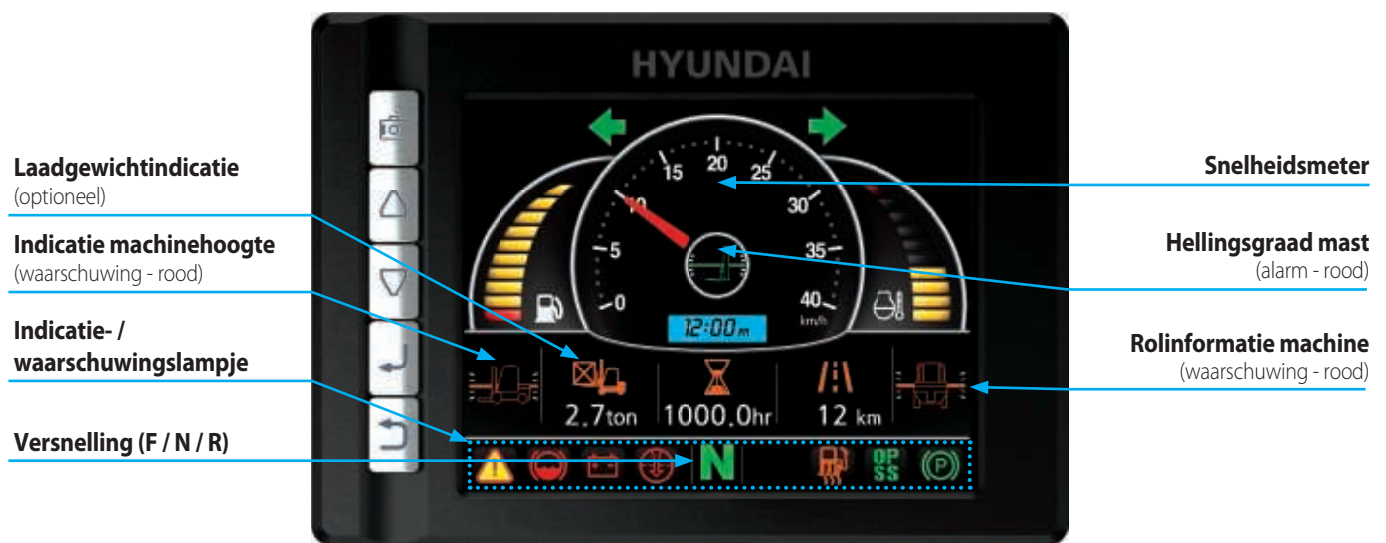 HYUNDAI
Laadgewichtindicatie
(optioneel)
Indicatie machinehoogte
(waarschuwing - rood)
Indicatie- /
waarschuwingslampje
Versnelling (F / N / R)
0
5
10
15
20
25
30
35
40
km/h
12:00
2.7ton
1000.0hr
12 km
N
OP
SS
P
Snelheidsmeter
Hellingsgraad mast
(alarm - rood)
Rolinformatie machine
(waarschuwing - rood)